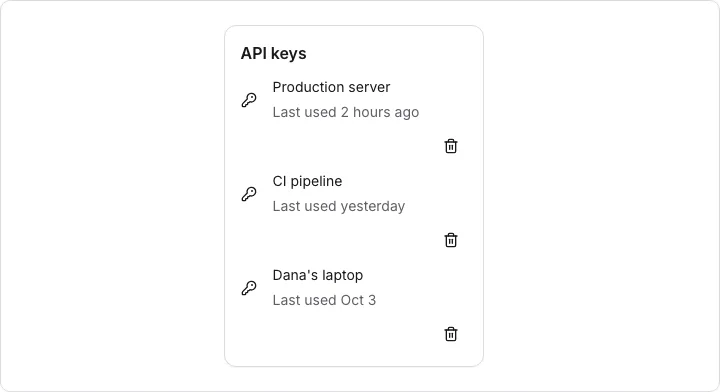 API keys
Production server
Last used 2 hours ago
CI pipeline
Last used yesterday
Dana's laptop
Last used Oct 3